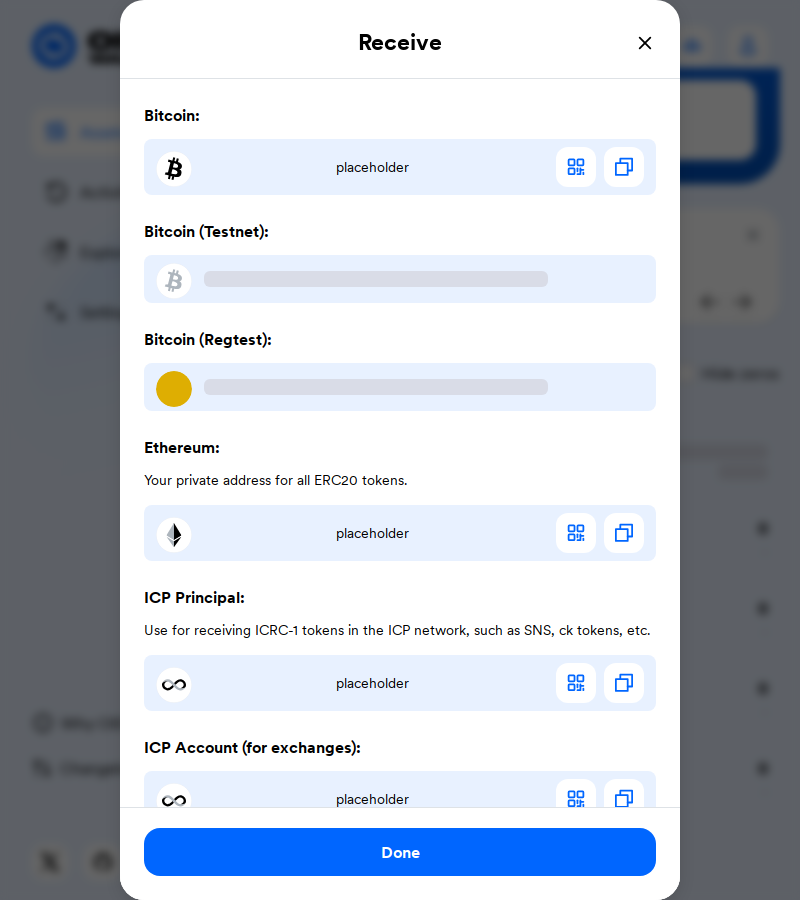 Receive
Bitcoin:
placeholder
Bitcoin (Testnet):
Bitcoin (Regtest):
Ethereum:
Your private address for all ERC20 tokens.
placeholder
ICP Principal:
Use for receiving ICRC-1 tokens in the ICP network, such as SNS, ck tokens, etc.
placeholder
ICP Account (for exchanges):
placeholder
Done